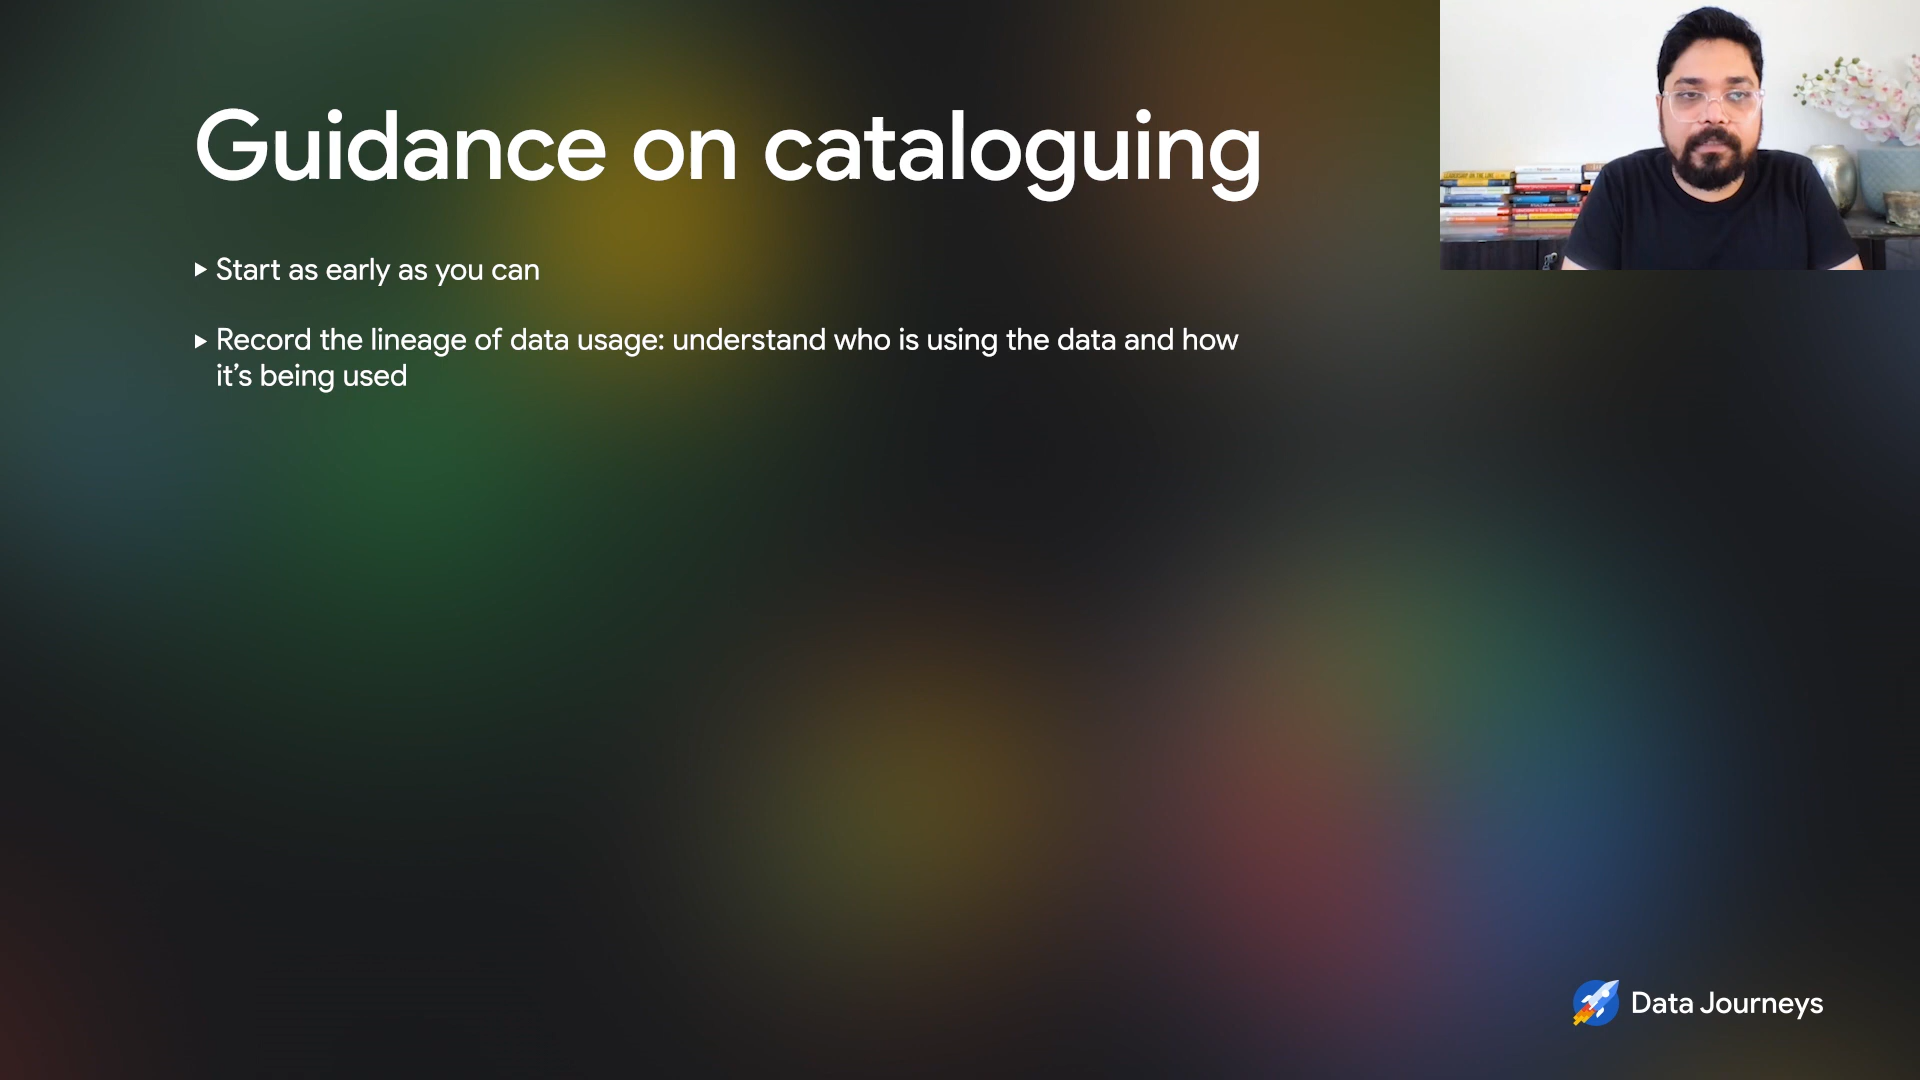 Guidance on cataloguing
Start as early as you can
Record the lineage of data usage: understand who is using the data and how
it’s being used
Data Journeys